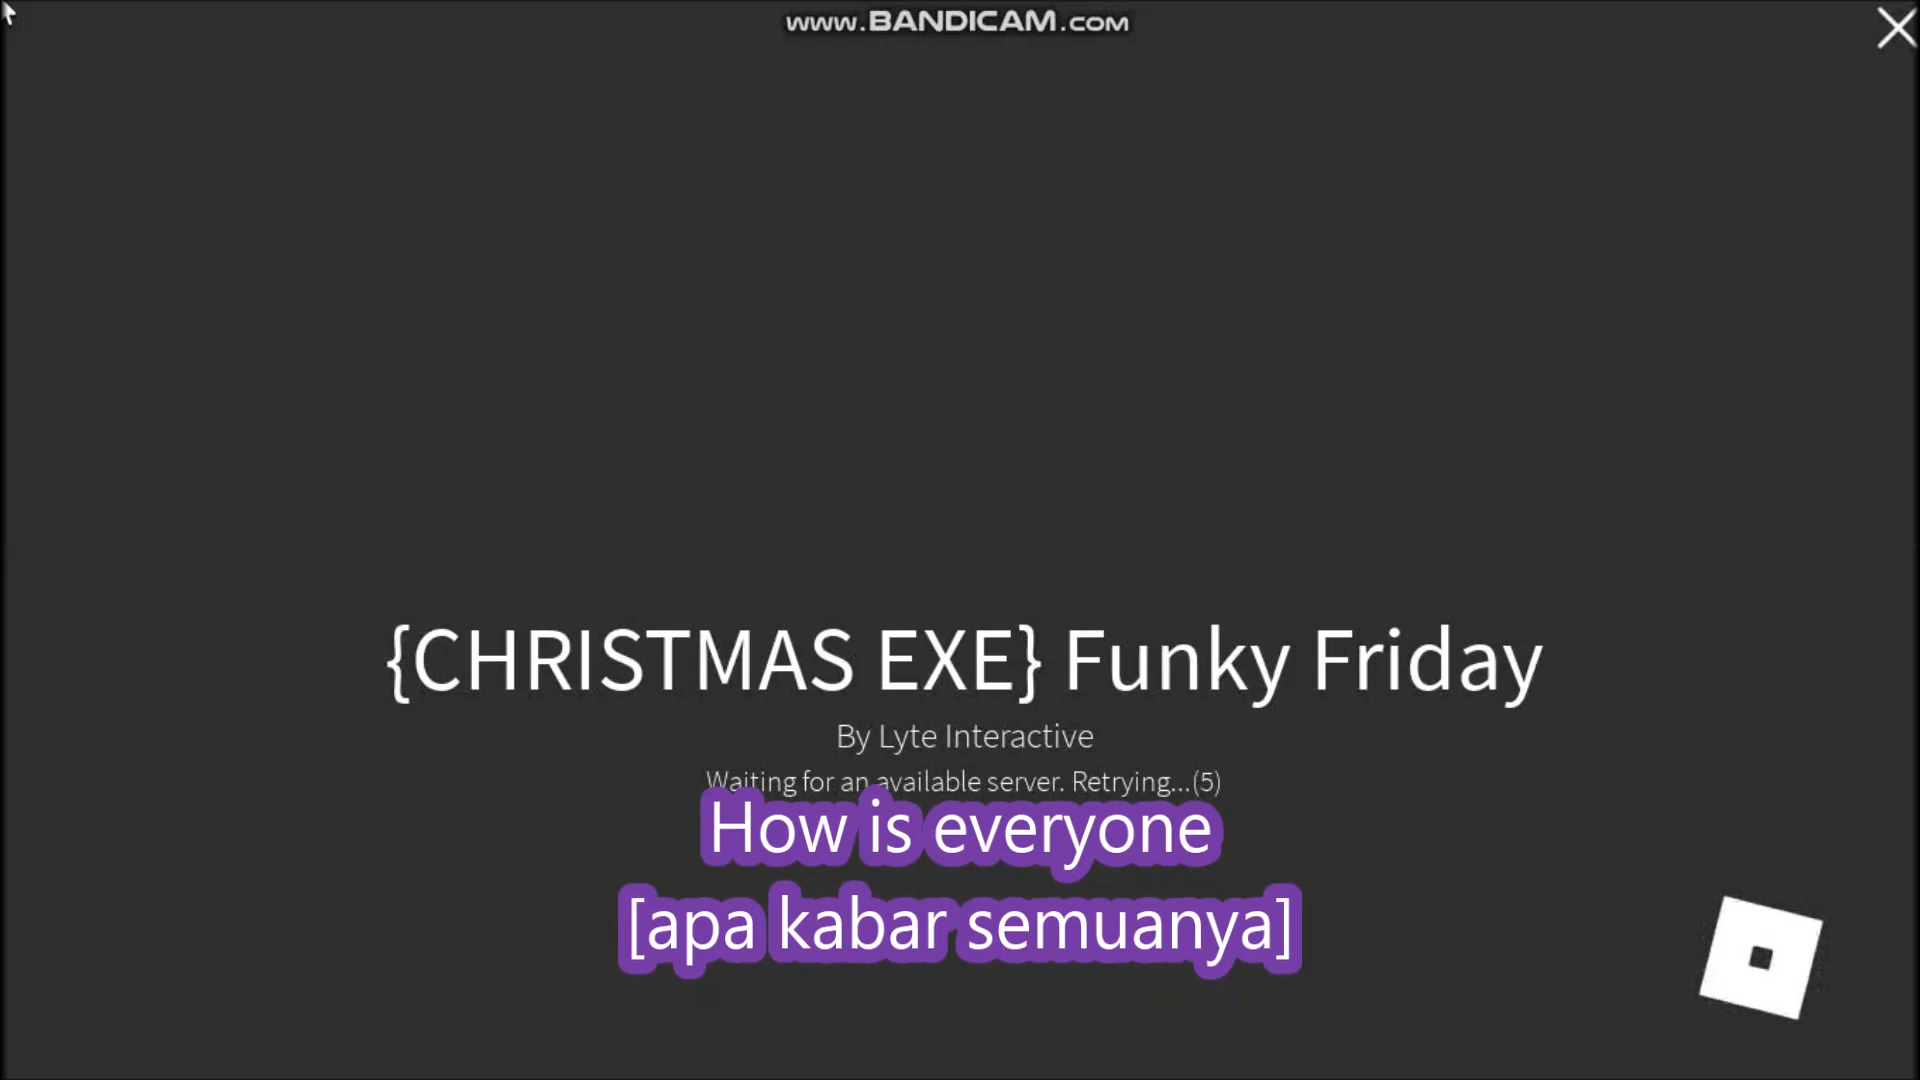 www.BANDICAM.com
{CHRISTMAS EXE} Funky Friday
By Lyte Interactive
Waiting for an available server. Retrying...(5)
How is everyone
[apa kabar semuanya]